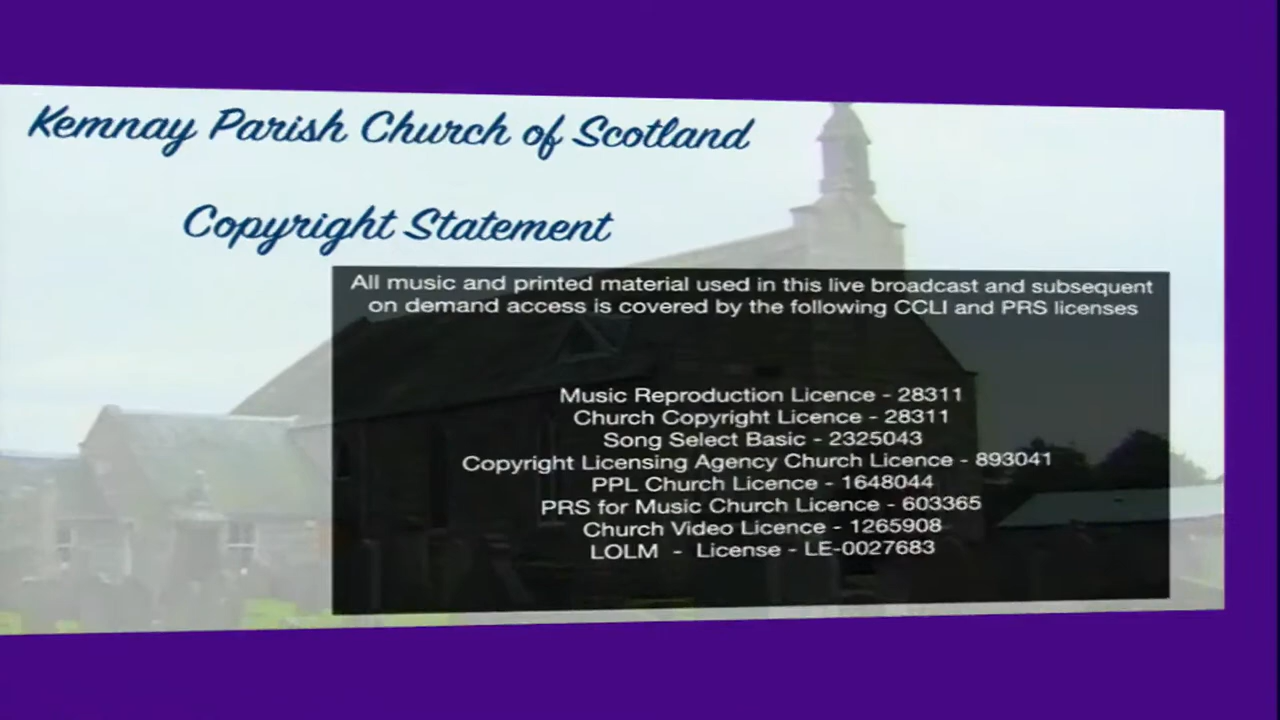 Kemnay Parish Church of Scotland
Copyright Statement
All music and printed material used in this live broadcast and subsequent
on demand access is covered by the following CCLI and PRS licenses
Music Reproduction Licence - 28311
Church Copyright Licence - 28311
Song Select Basic - 2325043
Copyright Licensing Agency Church Licence - 893041
PPL Church Licence - 1648044
PRS for Music Church Licence - 603365
Church Video Licence - 1265908
LOLM - License - LE-0027683